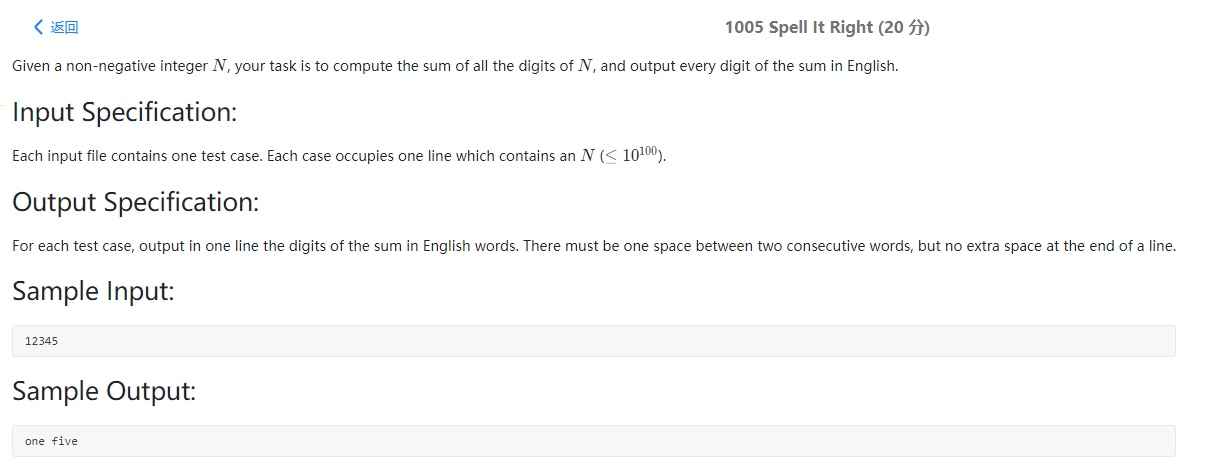 返回
1005 Spell It Right (20 分)
Given a non-negative integer N, your task is to compute the sum of all the digits of N, and output every digit of the sum in English.
Input Specification:
Each input file contains one test case. Each case occupies one line which contains an N (≤ 10¹⁰⁰).
Output Specification:
For each test case, output in one line the digits of the sum in English words. There must be one space between two consecutive words, but no extra space at the end of a line.
Sample Input:
12345
Sample Output:
one five